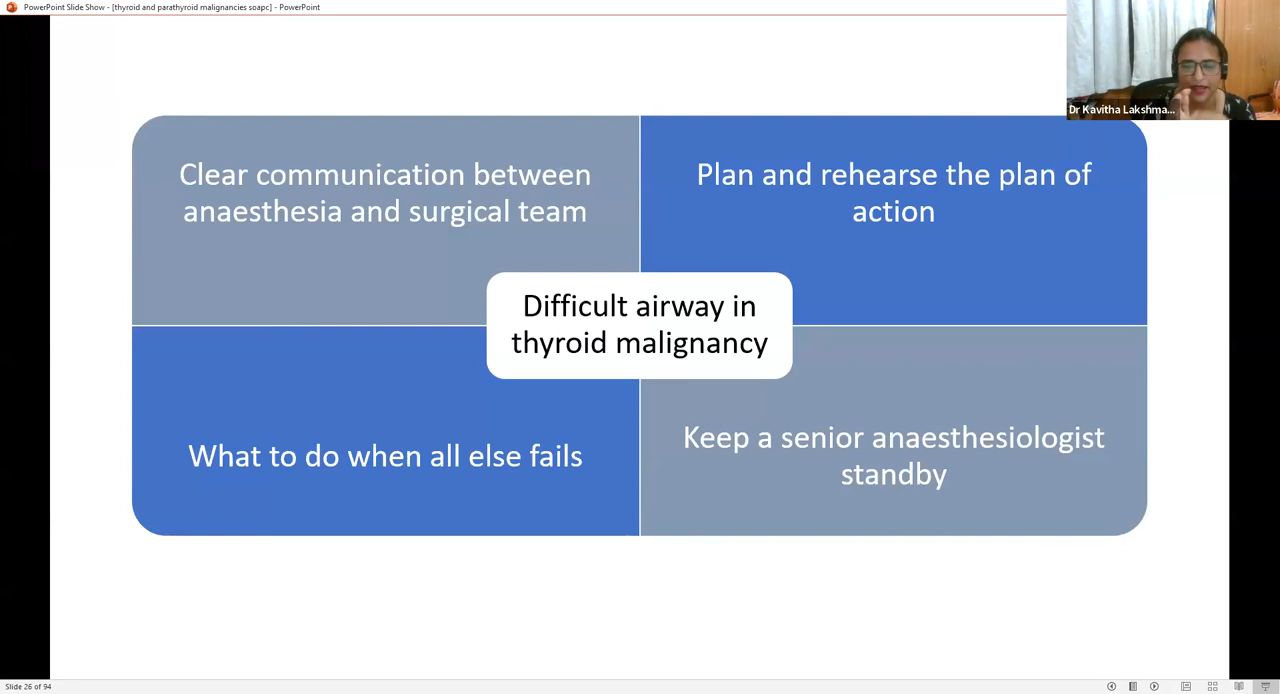 PowerPoint Slide Show - [thyroid and parathyroid malignancies soapc] - PowerPoint
Dr Kavitha Lakshma...
Clear communication between
anaesthesia and surgical team
Plan and rehearse the plan of
action
Difficult airway in
thyroid malignancy
What to do when all else fails
Keep a senior anaesthesiologist
standby
Slide 26 of 94